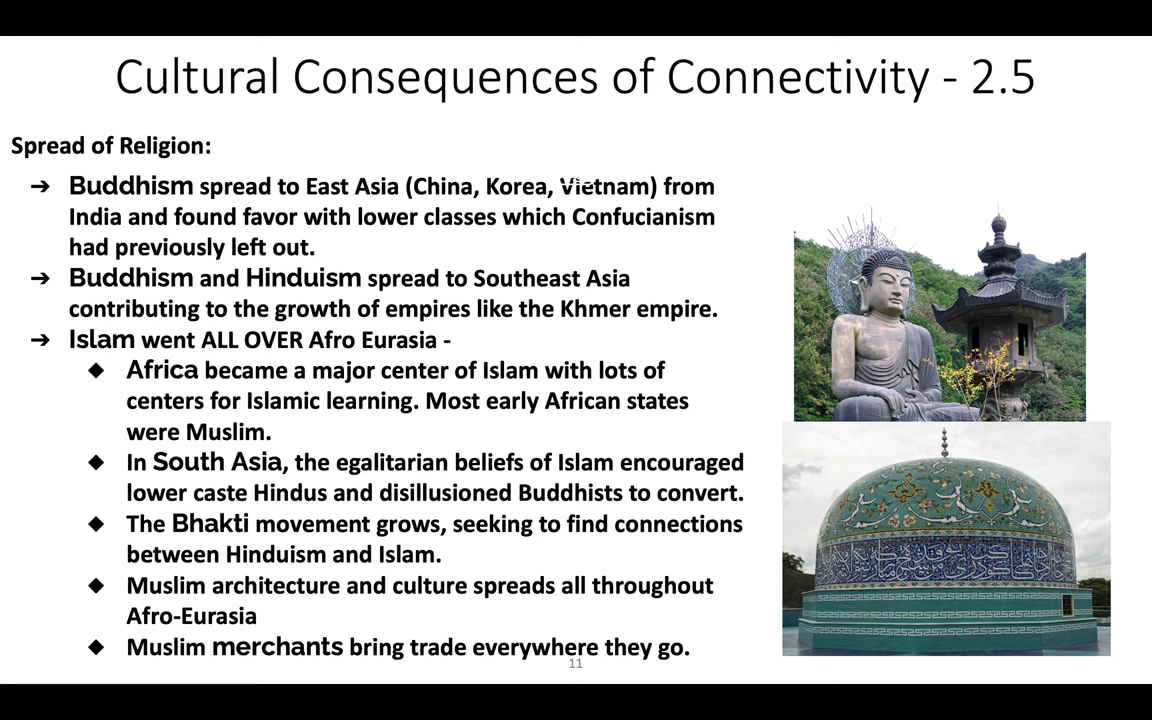 Cultural Consequences of Connectivity - 2.5
Spread of Religion:
➔ Buddhism spread to East Asia (China, Korea, Vietnam) from
India and found favor with lower classes which Confucianism
had previously left out.
➔ Buddhism and Hinduism spread to Southeast Asia
contributing to the growth of empires like the Khmer empire.
➔ Islam went ALL OVER Afro Eurasia -
◆ Africa became a major center of Islam with lots of
centers for Islamic learning. Most early African states
were Muslim.
◆ In South Asia, the egalitarian beliefs of Islam encouraged
lower caste Hindus and disillusioned Buddhists to convert.
◆ The Bhakti movement grows, seeking to find connections
between Hinduism and Islam.
◆ Muslim architecture and culture spreads all throughout
Afro-Eurasia
◆ Muslim merchants bring trade everywhere they go.
11